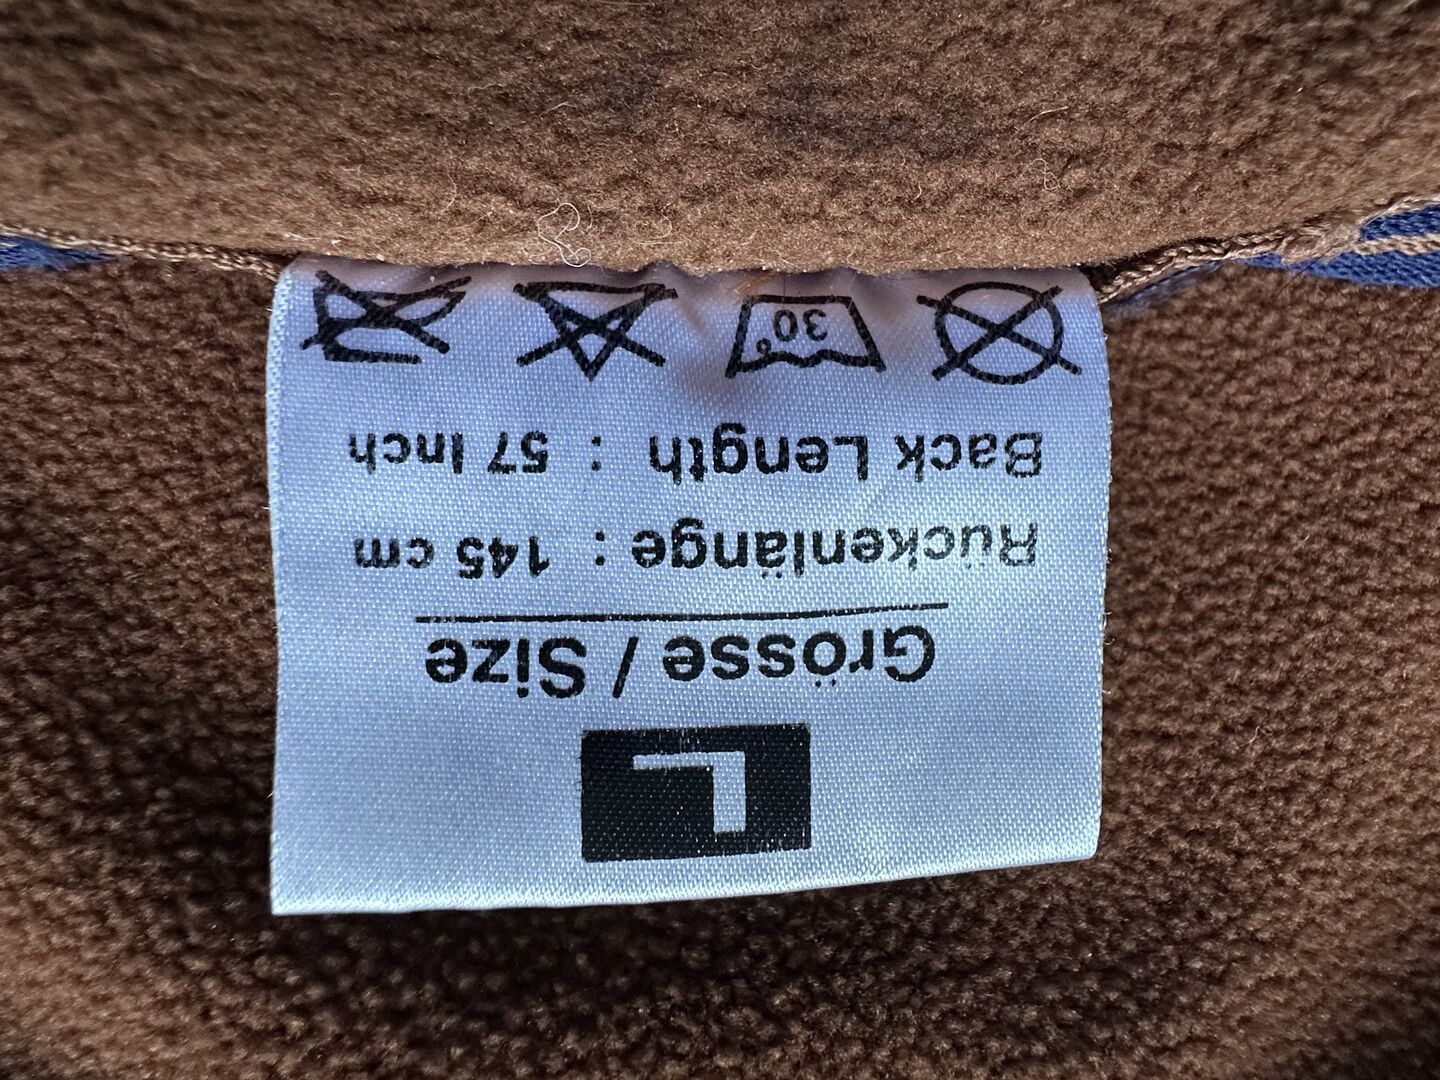 L
Grösse / Size
Rückenlänge : 145 cm
Back Length : 57 Inch
30°